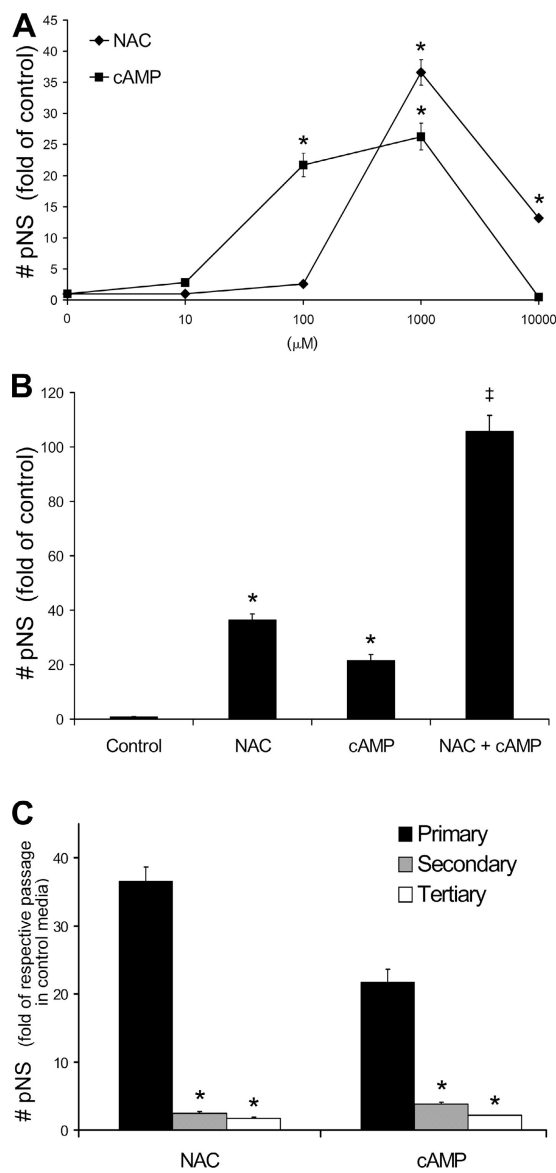 A
# pNS (fold of control)
45
40
35
30
25
20
15
10
5
0
NAC
cAMP
*
*
*
*
0
10
100
1000
10000
(μM)
B
# pNS (fold of control)
120
100
80
60
40
20
0
*
*
‡
Control
NAC
cAMP
NAC + cAMP
C
# pNS (fold of respective passage
in control media)
40
30
20
10
0
Primary
Secondary
Tertiary
*
*
*
*
NAC
cAMP